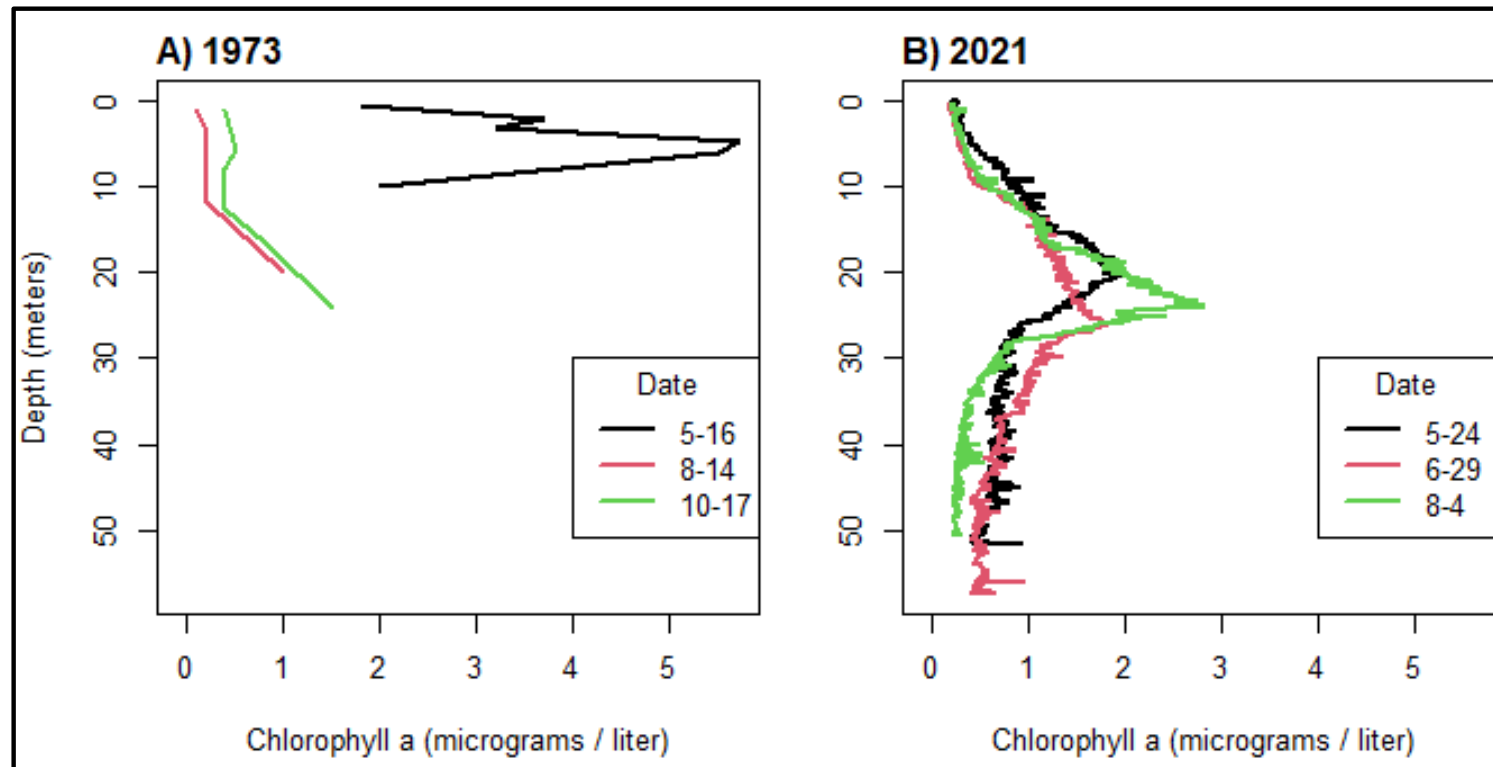 A) 1973
Depth (meters)
0
10
20
30
40
50
Date
5-16
8-14
10-17
0 1 2 3 4 5
Chlorophyll a (micrograms / liter)
B) 2021
0
10
20
30
40
50
Date
5-24
6-29
8-4
0 1 2 3 4 5
Chlorophyll a (micrograms / liter)